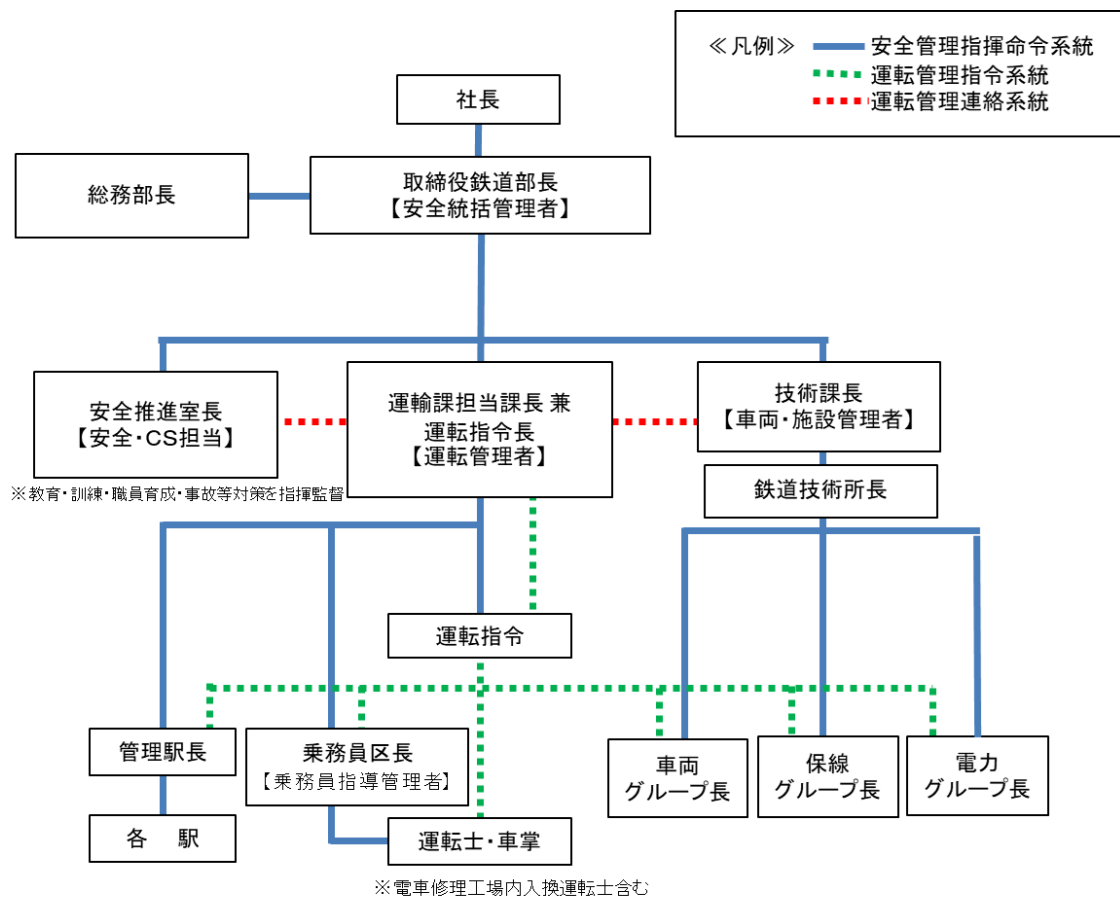 ≪凡例≫
安全管理指揮命令系統
運転管理指令系統
運転管理連絡系統
社長
総務部長
取締役鉄道部長
【安全統括管理者】
安全推進室長
【安全・CS担当】
※教育・訓練・職員育成・事故等対策を指揮監督
運輸課担当課長 兼
運転指令長
【運転管理者】
技術課長
【車両・施設管理者】
鉄道技術所長
運転指令
管理駅長
各 駅
乗務員区長
【乗務員指導管理者】
運転士・車掌
※電車修理工場内入換運転士含む
車両
グループ長
保線
グループ長
電力
グループ長